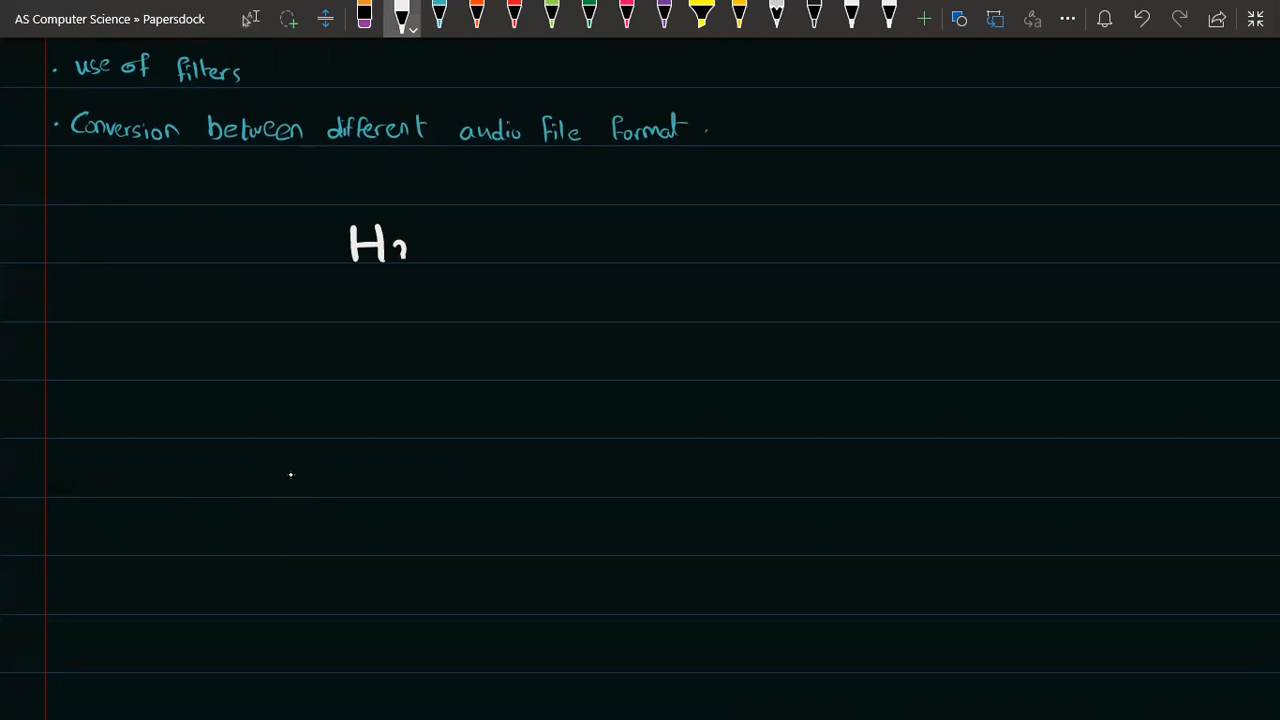 AS Computer Science » Papersdock
. use of filters
. Conversion between different audio file format .